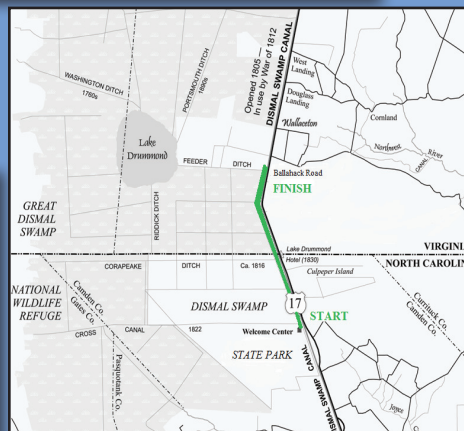 WASHINGTON DITCH
1760s
PORTSMOUTH DITCH
1890s
Opened 1805 —
In use by War of 1812
DISMAL SWAMP CANAL
West
Landing
Douglass
Landing
Wallaceton
Cornland
Northwest River
CANAL
Lake
Drummond
FEEDER DITCH
Ballahack Road
FINISH
GREAT
DISMAL
SWAMP
RIDDICK DITCH
Lake Drummond
Hotel (1830)
VIRGINI
NORTH CAROLIN
CORAPEAKE DITCH Ca. 1816
Culpeper Island
NATIONAL
WILDLIFE
REFUGE
Camden Co.
Gates Co.
DISMAL SWAMP
17
START
Currituck Co.
Camden Co.
CROSS CANAL 1822
Welcome Center
STATE PARK
Pasquotank Co.
DISMAL SWAMP CANAL
Joyce